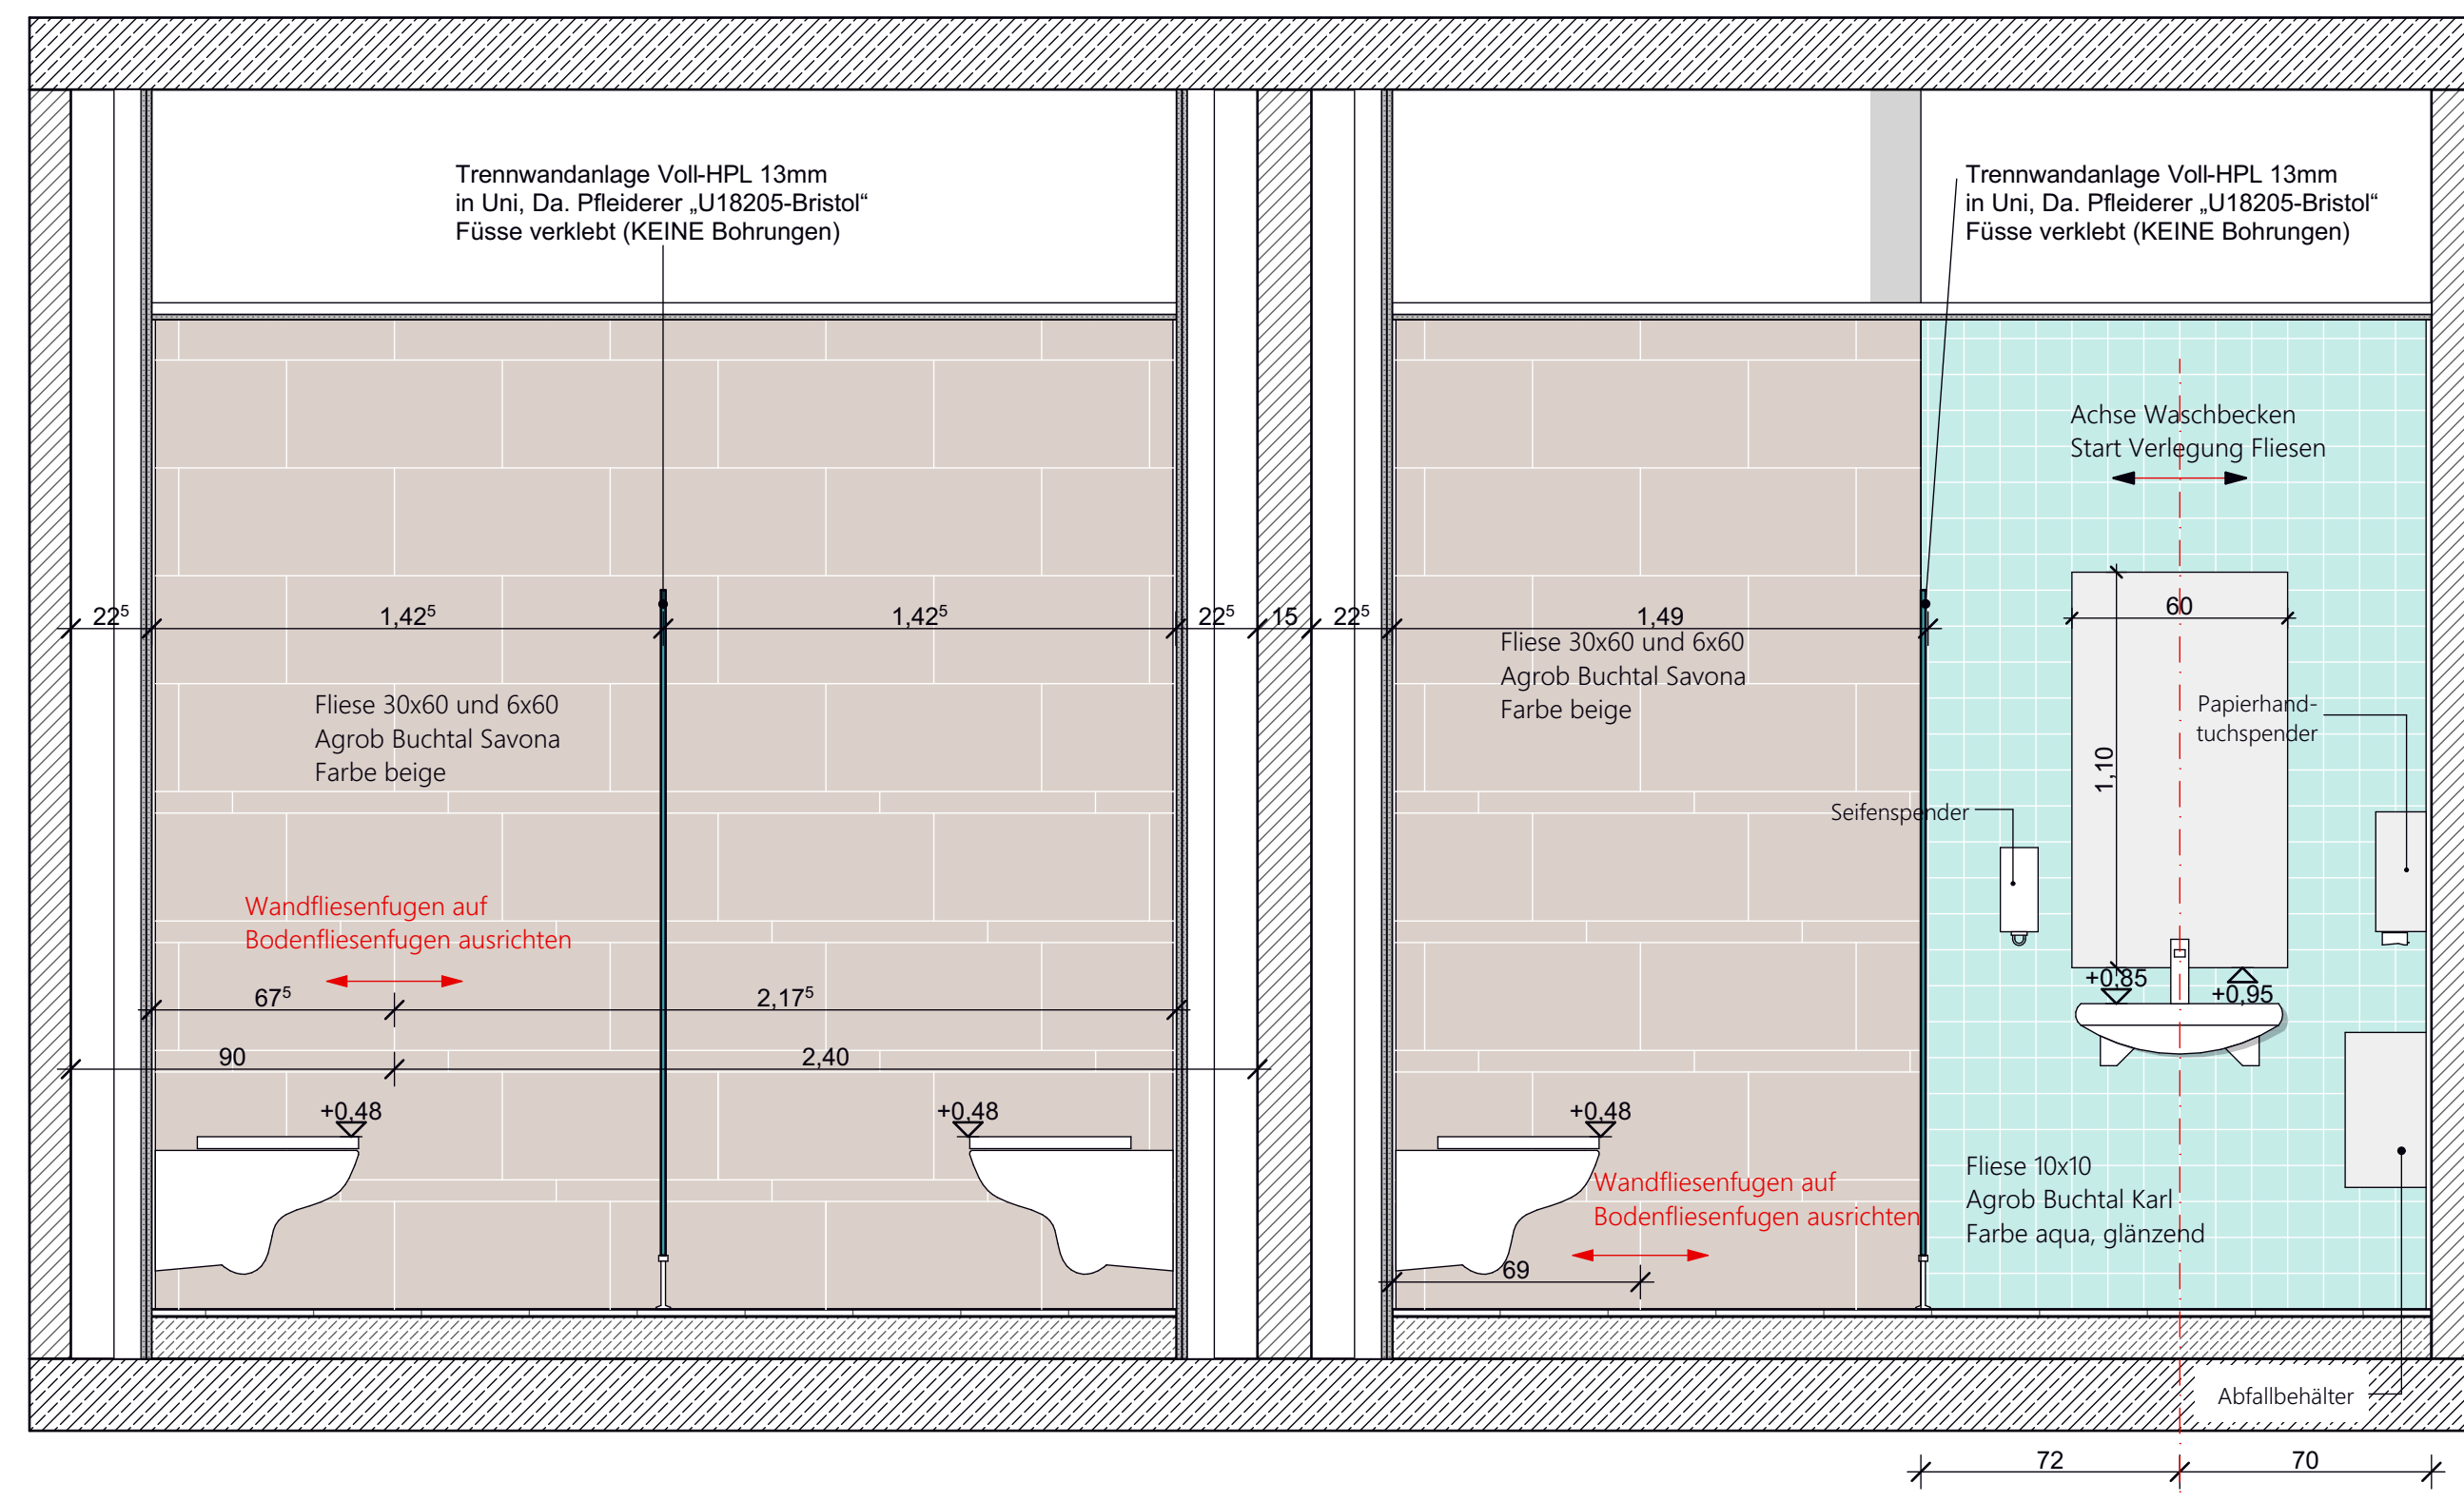 Trennwandanlage Voll-HPL 13mm
in Uni, Da. Pfleiderer „U18205-Bristol“
Füsse verklebt (KEINE Bohrungen)
Trennwandanlage Voll-HPL 13mm
in Uni, Da. Pfleiderer „U18205-Bristol“
Füsse verklebt (KEINE Bohrungen)
Achse Waschbecken
Start Verlegung Fliesen
22⁵
1,42⁵
1,42⁵
22⁵
15
22⁵
1,49
60
Fliese 30x60 und 6x60
Agrob Buchtal Savona
Farbe beige
Fliese 30x60 und 6x60
Agrob Buchtal Savona
Farbe beige
Papierhand-
tuchspender
1,10
Seifenspender
Wandfliesenfugen auf
Bodenfliesenfugen ausrichten
67⁵
2,17⁵
+0,85
+0,95
90
2,40
+0,48
+0,48
+0,48
Wandfliesenfugen auf
Bodenfliesenfugen ausrichten
69
Fliese 10x10
Agrob Buchtal Karl
Farbe aqua, glänzend
Abfallbehälter
72
70